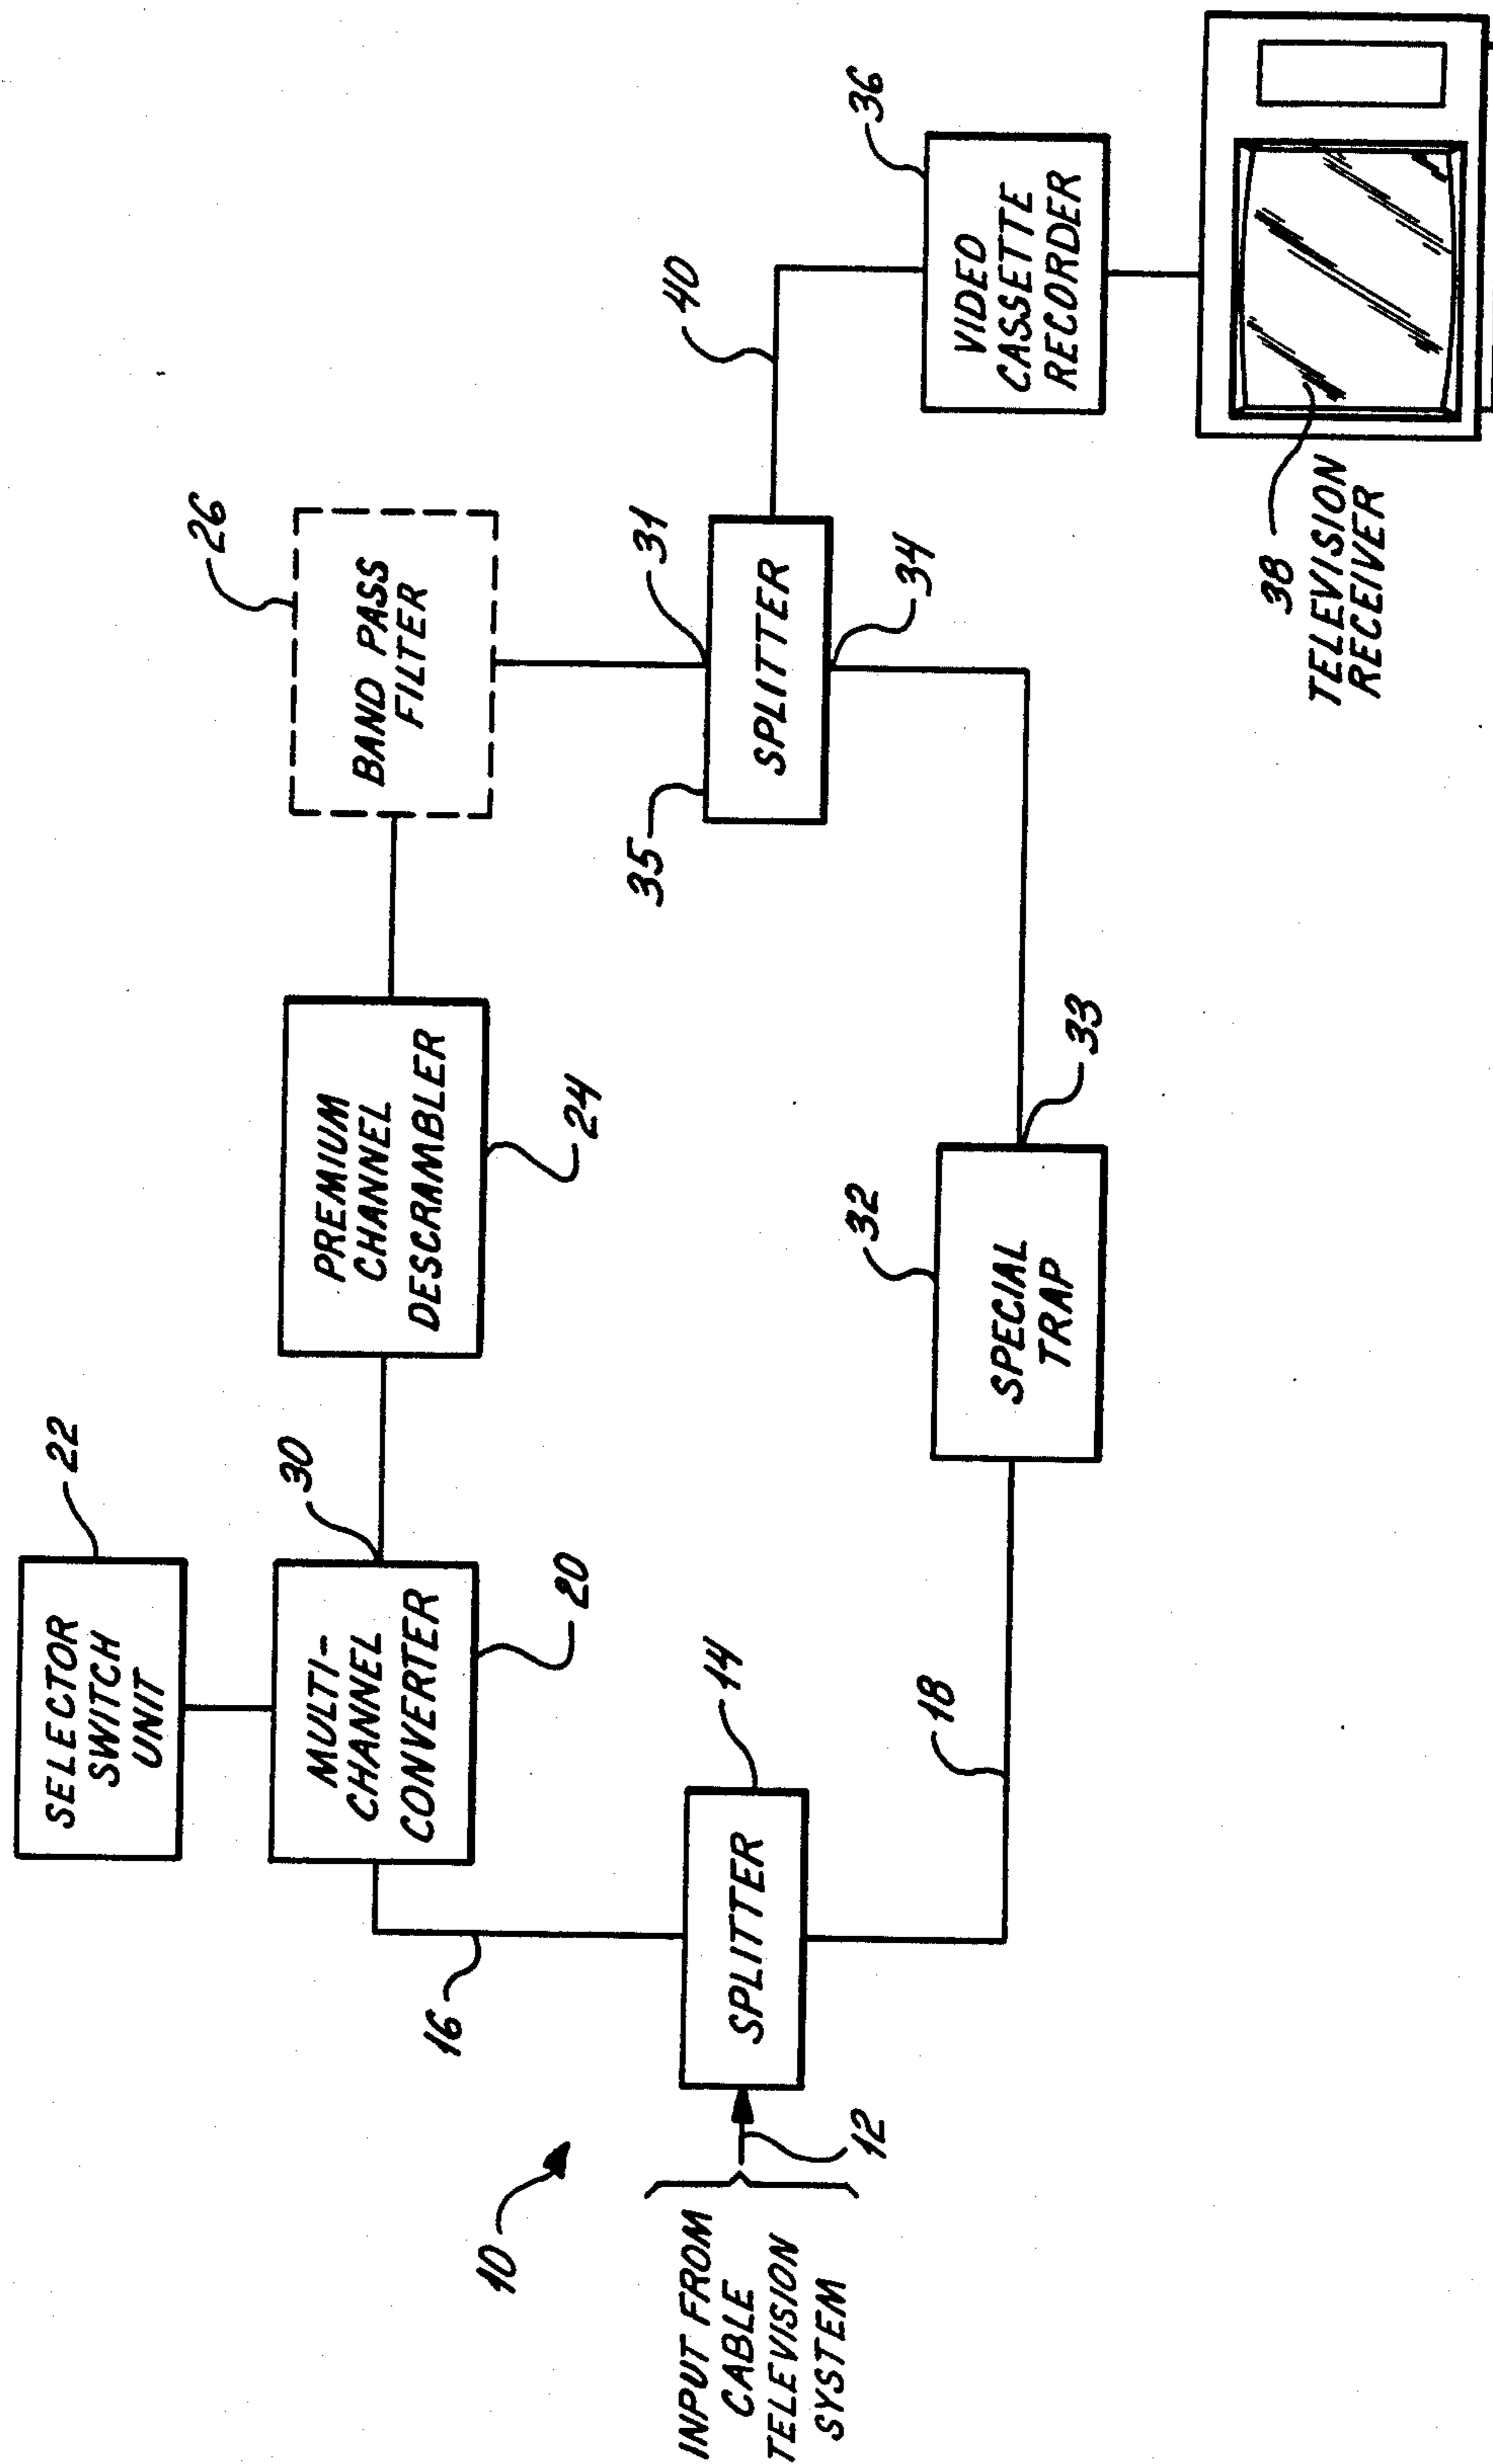 SELECTOR
SWITCH
UNIT
22
MULTI-
CHANNEL
CONVERTER
20
30
PREMIUM
CHANNEL
DESCRAMBLER
24
BAND PASS
FILTER
26
16
10
INPUT FROM
CABLE
TELEVISION
SYSTEM
12
SPLITTER
14
18
SPECIAL
TRAP
32
33
35
SPLITTER
31
34
40
VIDEO
CASSETTE
RECORDER
36
38
TELEVISION
RECEIVER